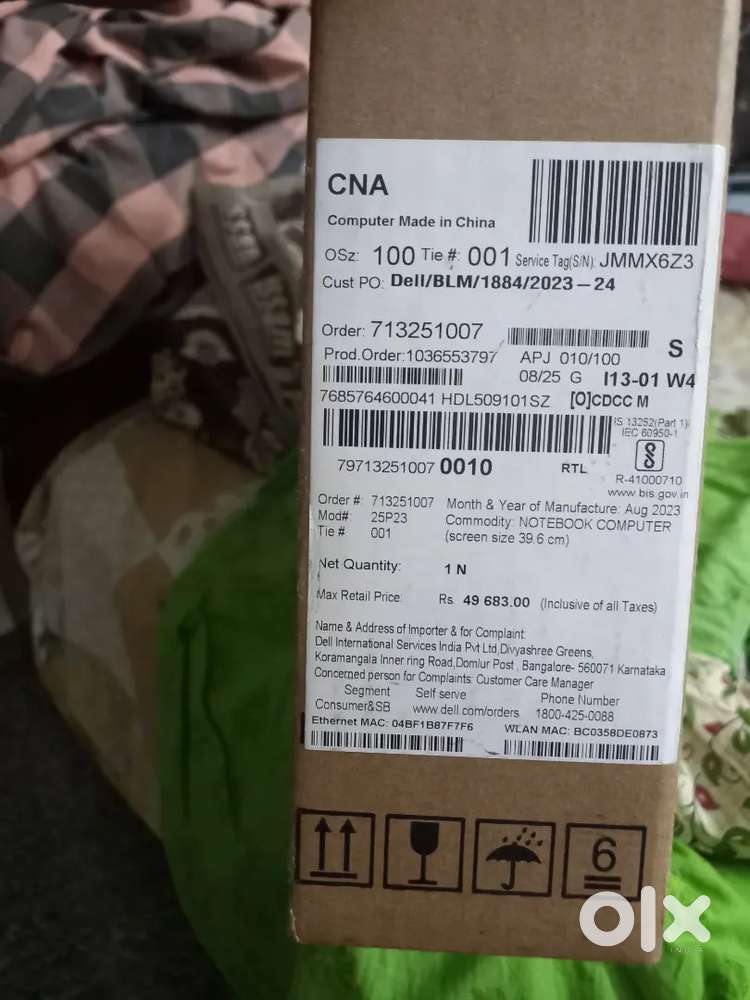 CNA
Computer Made in China
OSz: 100 Tie #: 001 Service Tag(S/N): JMMX6Z3
Cust PO: Dell/BLM/1884/2023-24
Order: 713251007
S
Prod.Order:1036553797 APJ 010/100
08/25 G I13-01 W4
7685764600041 HDL509101SZ [O]CDCC M
IS 13252(Part 1)/
IEC 60950-1
79713251007 0010 RTL
R-41000710
www.bis.gov.in
Order #: 713251007 Month & Year of Manufacture: Aug 2023
Mod# 25P23 Commodity: NOTEBOOK COMPUTER
Tie # 001 (screen size 39.6 cm)
Net Quantity: 1 N
Max Retail Price: Rs. 49 683.00 (Inclusive of all Taxes)
Name & Address of Importer & for Complaint:
Dell International Services India Pvt Ltd,Divyashree Greens,
Koramangala Inner ring Road,Domlur Post , Bangalore- 560071 Karnataka
Concerned person for Complaints: Customer Care Manager
Segment Self serve Phone Number
Consumer&SB www.dell.com/orders 1800-425-0088
Ethernet MAC: 04BF1B87F7F6 WLAN MAC: BC0358DE0873
6
olx
INDIA